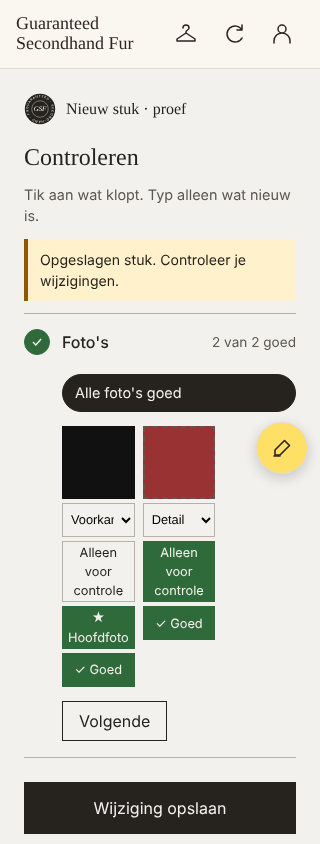 Guaranteed
Secondhand Fur
GSF
Nieuw stuk · proef
Controleren
Tik aan wat klopt. Typ alleen wat nieuw
is.
Opgeslagen stuk. Controleer je
wijzigingen.
Foto's
2 van 2 goed
Alle foto's goed
Voorkar
Detail
Alleen
voor
controle
Alleen
voor
controle
★
Hoofdfoto
✓ Goed
✓ Goed
Volgende
Wijziging opslaan